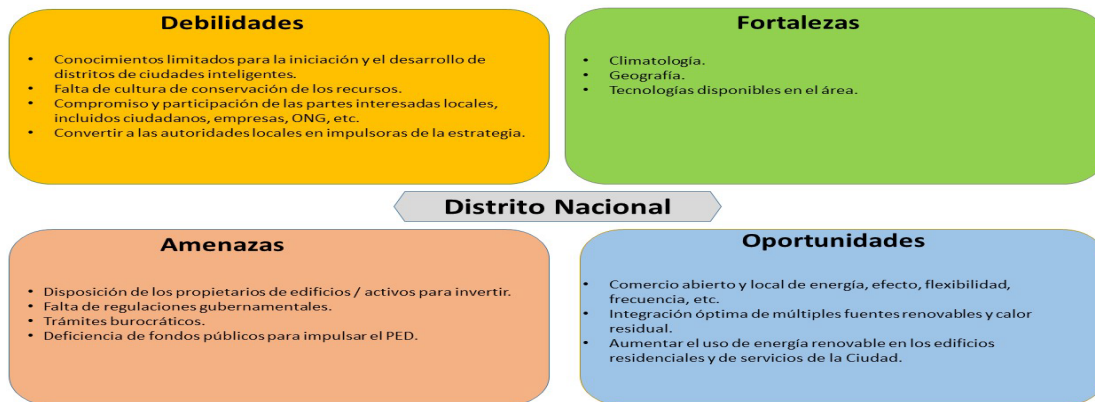 Debilidades
• Conocimientos limitados para la iniciación y el desarrollo de
distritos de ciudades inteligentes.
• Falta de cultura de conservación de los recursos.
• Compromiso y participación de las partes interesadas locales,
incluidos ciudadanos, empresas, ONG, etc.
• Convertir a las autoridades locales en impulsoras de la estrategia.
Fortalezas
• Climatología.
• Geografía.
• Tecnologías disponibles en el área.
Distrito Nacional
Amenazas
• Disposición de los propietarios de edificios / activos para invertir.
• Falta de regulaciones gubernamentales.
• Trámites burocráticos.
• Deficiencia de fondos públicos para impulsar el PED.
Oportunidades
• Comercio abierto y local de energía, efecto, flexibilidad,
frecuencia, etc.
• Integración óptima de múltiples fuentes renovables y calor
residual.
• Aumentar el uso de energía renovable en los edificios
residenciales y de servicios de la Ciudad.